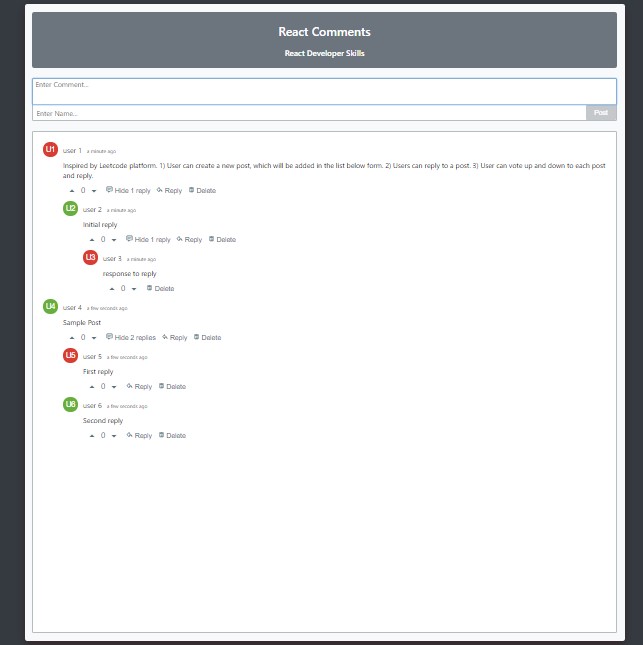 React Comments
React Developer Skills
Enter Comment...
Enter Name...
Post
U1 user 1 a minute ago
Inspired by Leetcode platform. 1) User can create a new post, which will be added in the list below form. 2) Users can reply to a post. 3) User can vote up and down to each post
and reply.
0 Hide 1 reply Reply Delete
U2 user 2 a minute ago
Initial reply
0 Hide 1 reply Reply Delete
U3 user 3 a minute ago
response to reply
0 Delete
U4 user 4 a few seconds ago
Sample Post
0 Hide 2 replies Reply Delete
U5 user 5 a few seconds ago
First reply
0 Reply Delete
U6 user 6 a few seconds ago
Second reply
0 Reply Delete